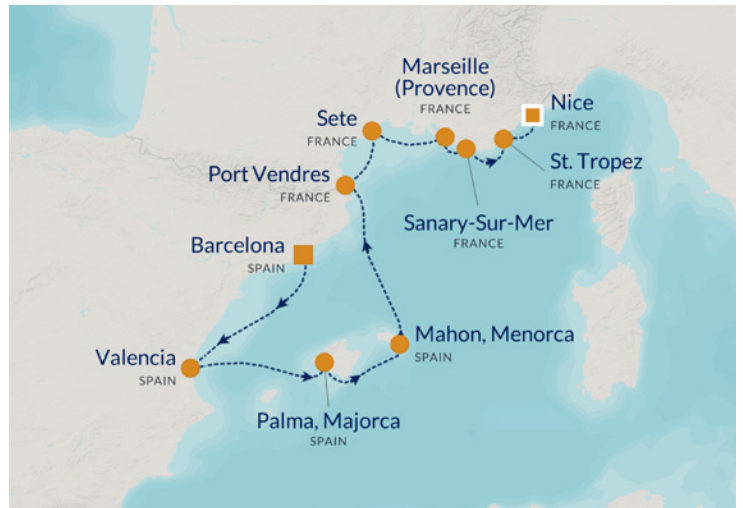 Marseille
(Provence)
FRANCE
Nice
FRANCE
Sete
FRANCE
St. Tropez
FRANCE
Port Vendres
FRANCE
Sanary-Sur-Mer
FRANCE
Barcelona
SPAIN
Mahon, Menorca
SPAIN
Valencia
SPAIN
Palma, Majorca
SPAIN